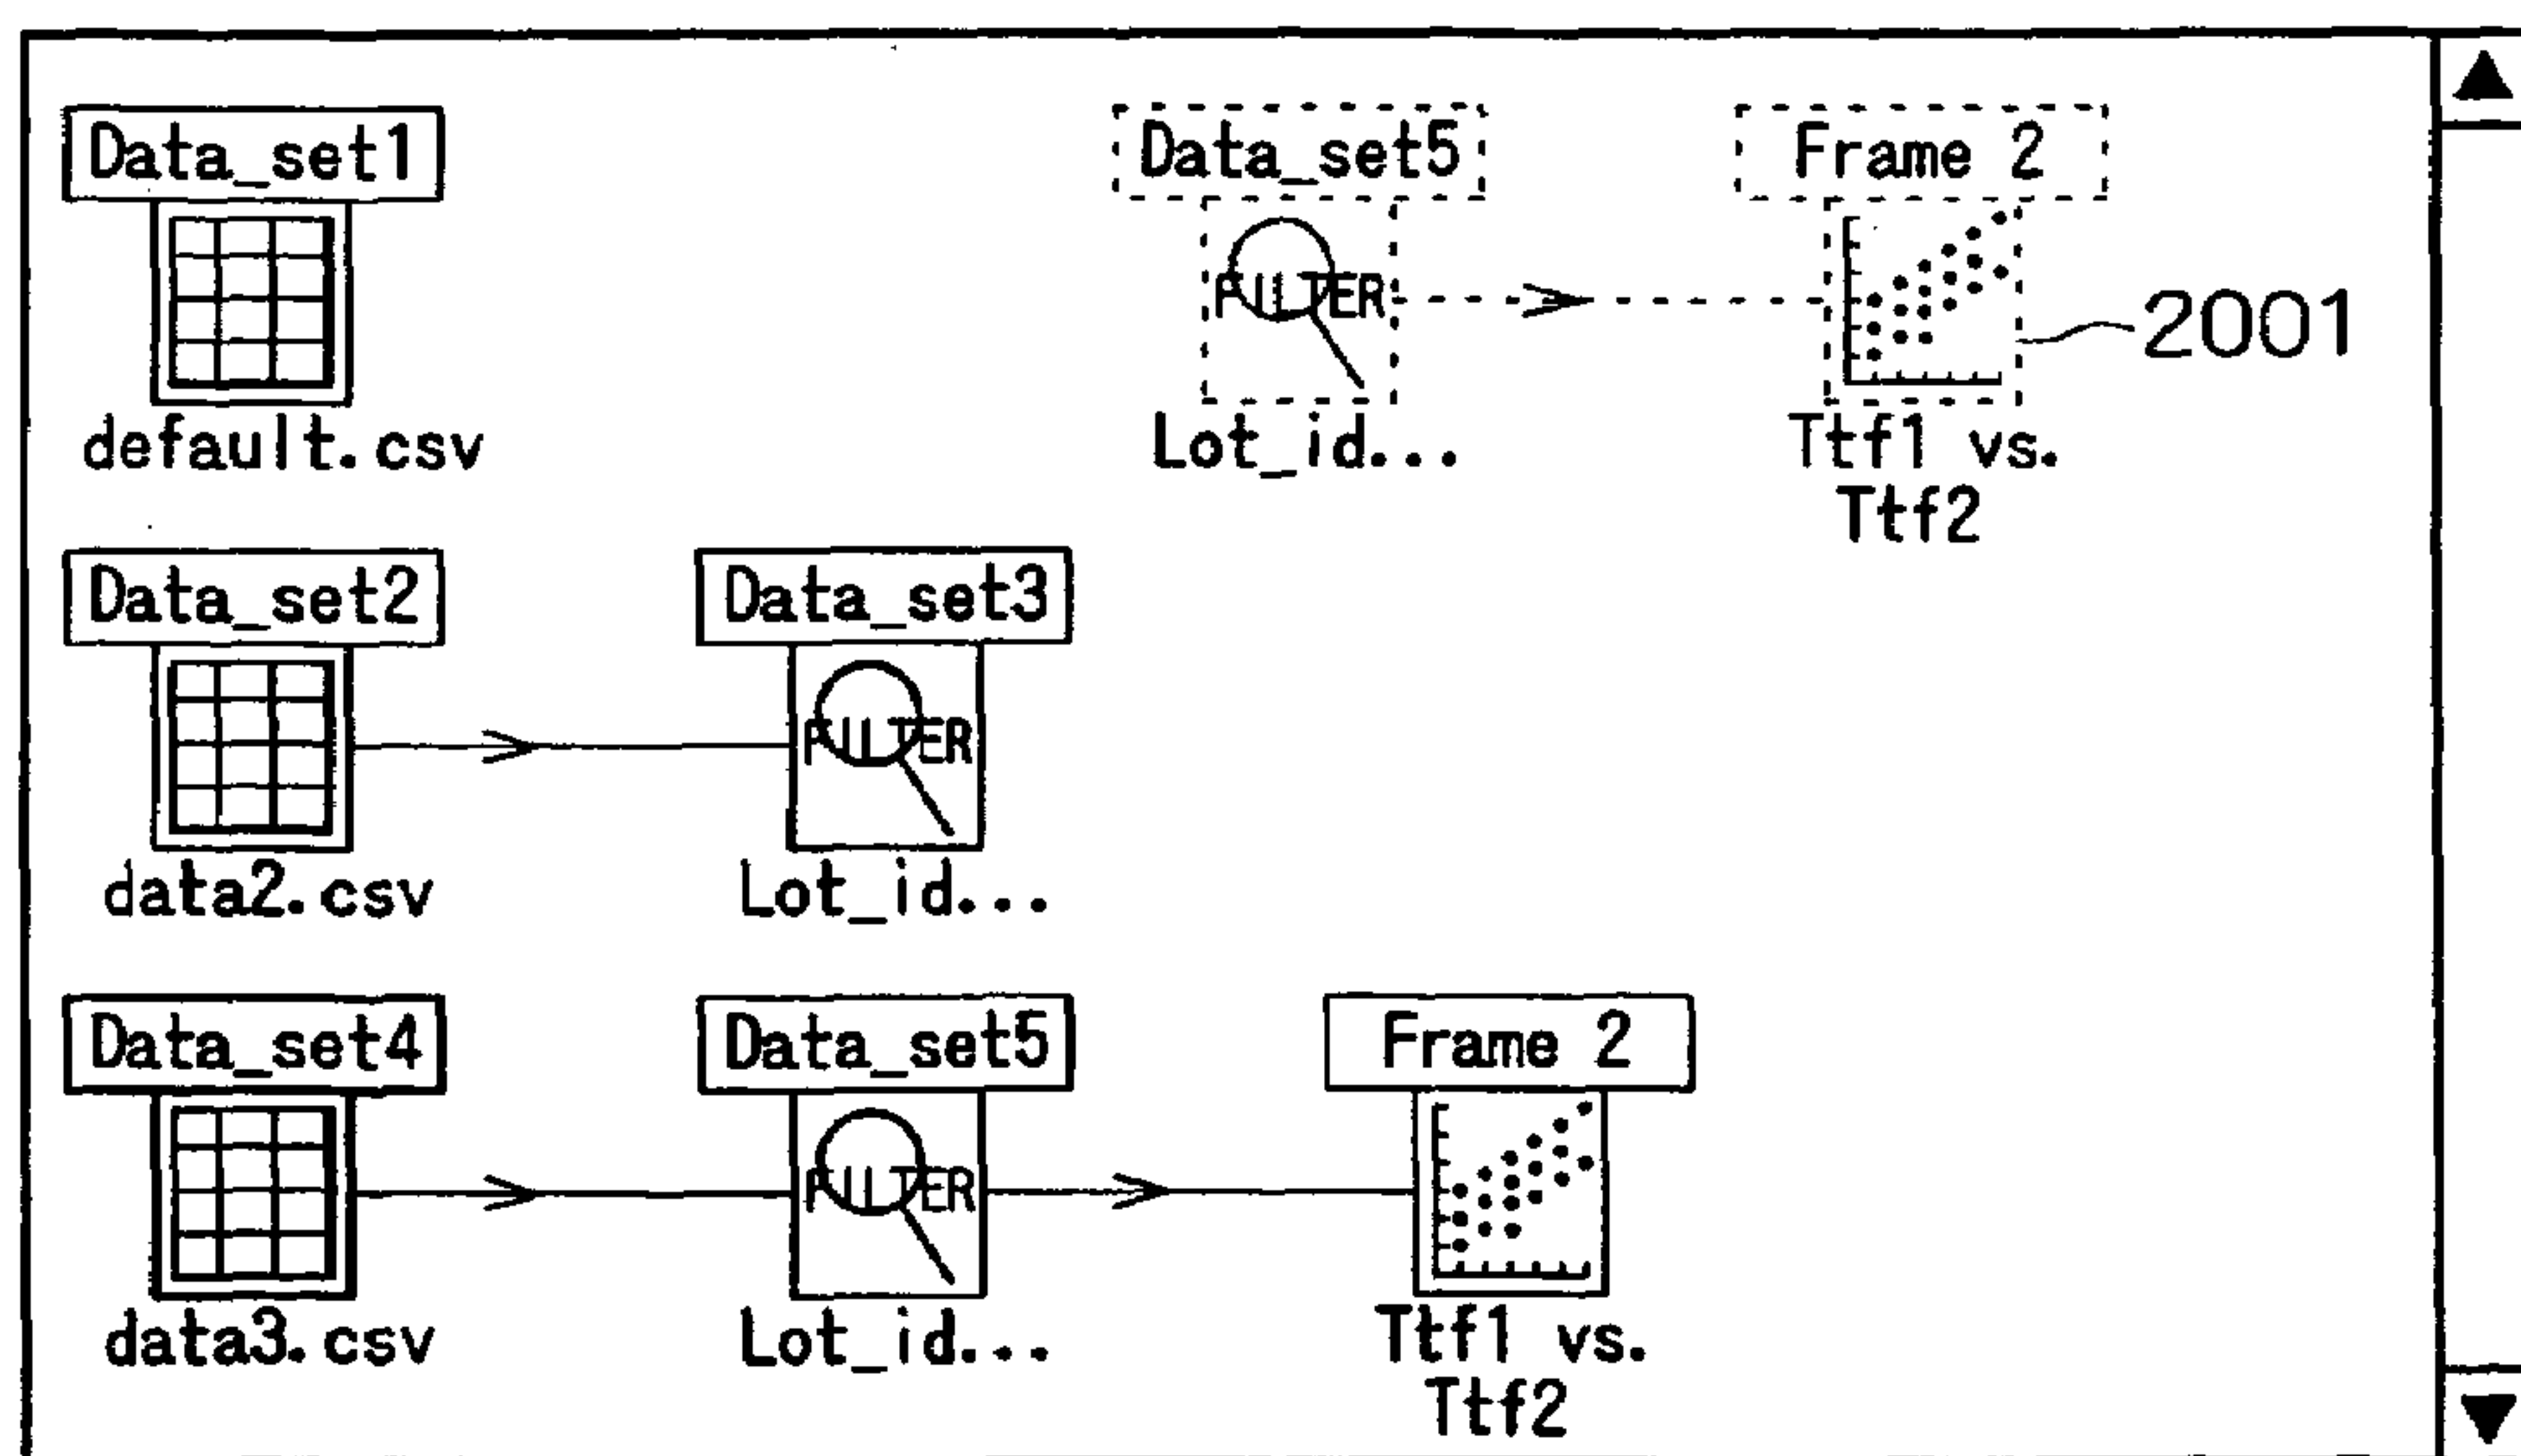 Data_set1
Data_set5
Frame 2
FILTER
2001
default.csv
Lot_id...
Ttf1 vs.
Ttf2
Data_set2
Data_set3
FILTER
data2.csv
Lot_id...
Data_set4
Data_set5
Frame 2
FILTER
data3.csv
Lot_id...
Ttf1 vs.
Ttf2